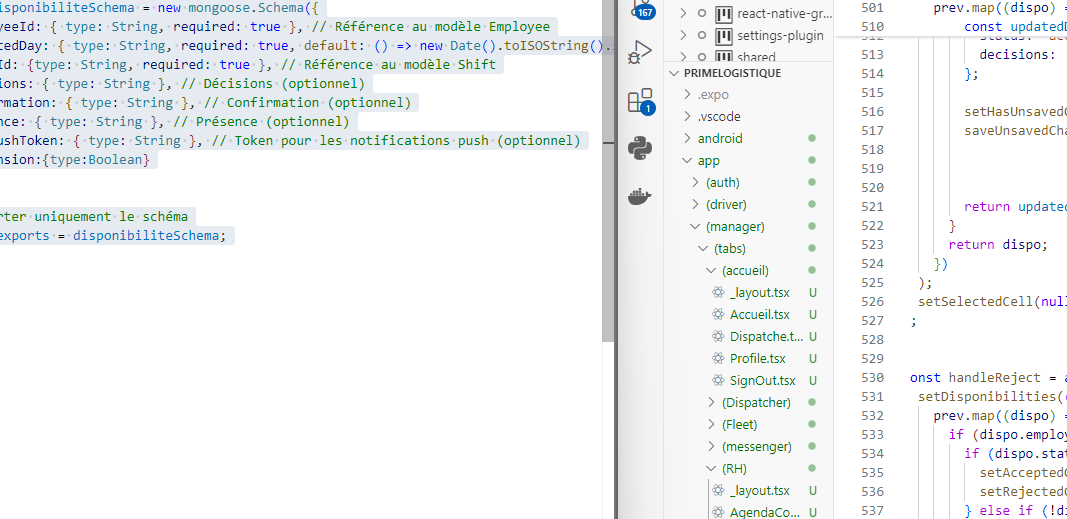 isponibiliteSchema = new mongoose.Schema({
yeeId: { type: String, required: true }, // Référence au modèle Employee
tedDay: { type: String, required: true, default: () => new Date().toISOString().
Id: {type: String, required: true }, // Référence au modèle Shift
ions: { type: String }, // Décisions (optionnel)
rmation: { type: String }, // Confirmation (optionnel)
nce: { type: String }, // Présence (optionnel)
ushToken: { type: String }, // Token pour les notifications push (optionnel)
nsion:{type:Boolean}
rter uniquement le schéma
exports = disponibiliteSchema;
167
1
react-native-gr...
settings-plugin
shared
PRIMELOGISTIQUE
.expo
.vscode
android
app
(auth)
(driver)
(manager)
(tabs)
(accueil)
_layout.tsx U
Accueil.tsx U
Dispatche.t... U
Profile.tsx U
SignOut.tsx U
(Dispatcher)
(Fleet)
(messenger)
(RH)
_layout.tsx U
AgendaCo... U
501 prev.map((dispo) =
510 const updatedD
512
513 decisions:
514 };
515
516 setHasUnsavedC
517 saveUnsavedCha
518
519
520
521 return updated
522 }
523 return dispo;
524 })
525 );
526 setSelectedCell(null
527 ;
528
529
530 onst handleReject = a
531 setDisponibilities(
532 prev.map((dispo) =
533 if (dispo.employ
534 if (dispo.stat
535 setAcceptedC
536 setRejectedC
537 } else if (!di